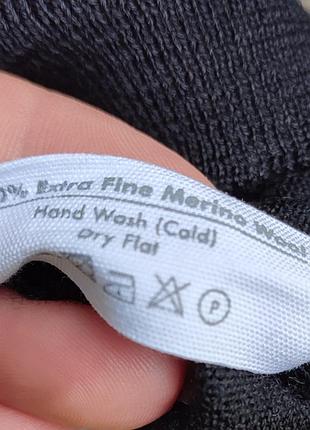 0% Extra Fine Merino Wool
Hand Wash (Cold)
Dry Flat
P